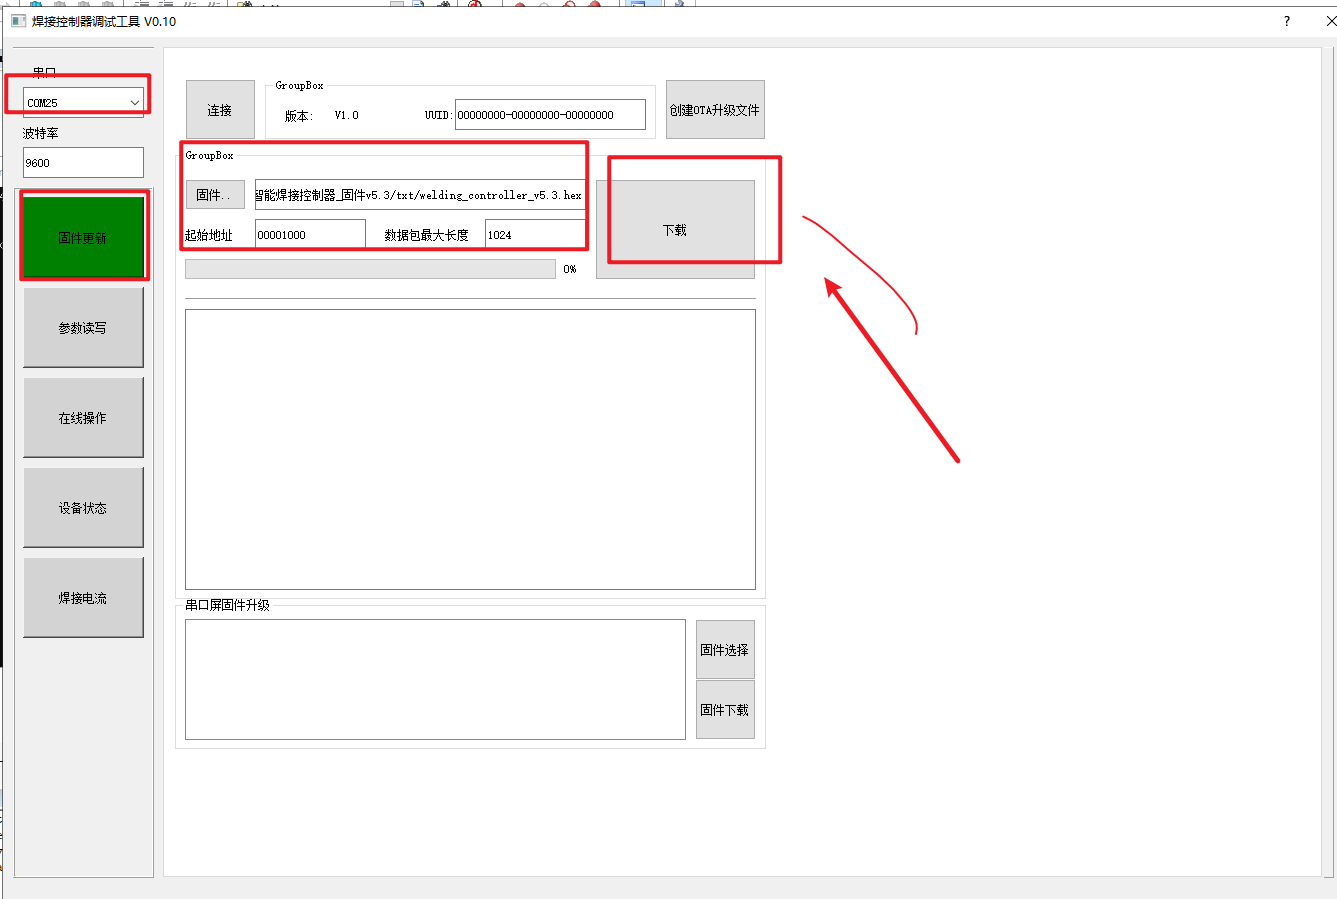 焊接控制器调试工具 V0.10
?
串口
COM25
波特率
9600
固件更新
参数读写
在线操作
设备状态
焊接电流
连接
GroupBox
版本:
V1.0
UUID:
00000000-00000000-00000000
创建OTA升级文件
GroupBox
固件..
智能焊接控制器_固件v5.3/txt/welding_controller_v5.3.hex
起始地址
00001000
数据包最大长度
1024
下载
0%
串口屏固件升级
固件选择
固件下载